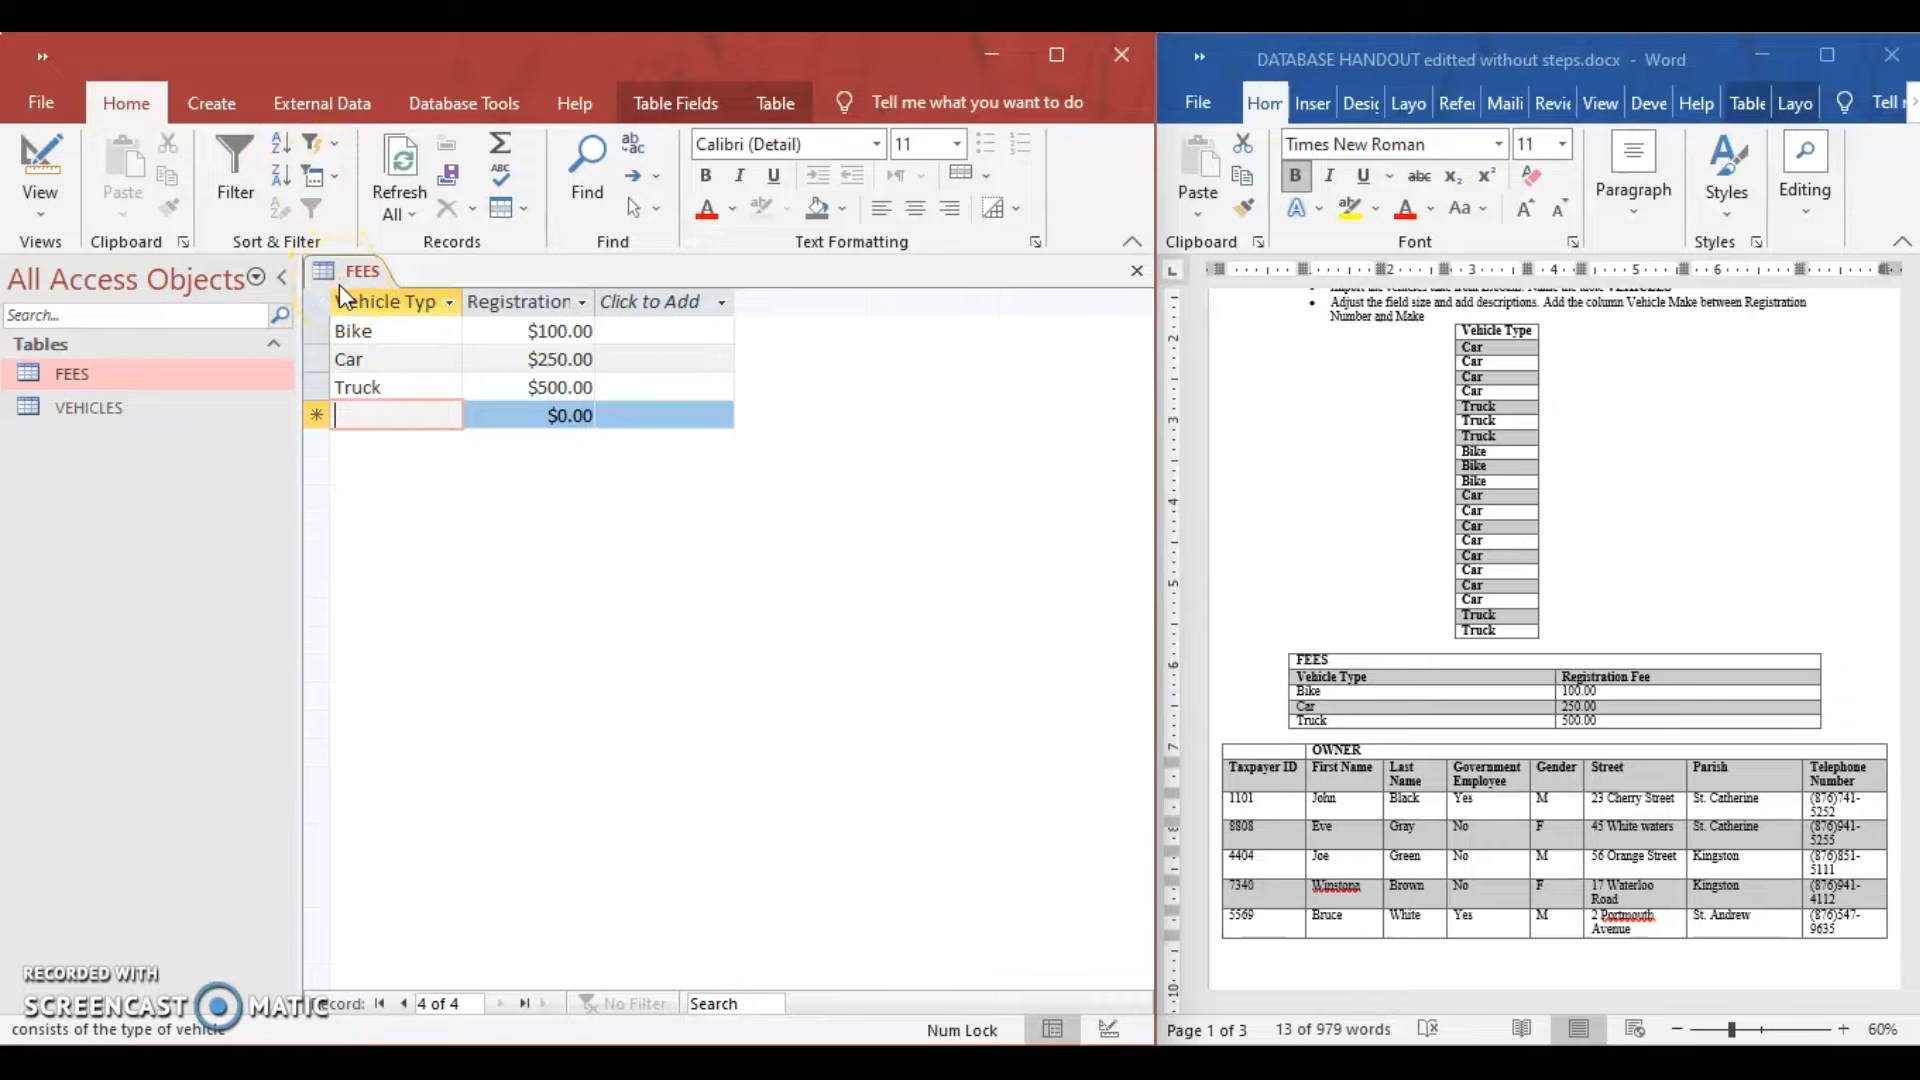 DATABASE HANDOUT editted without steps.docx - Word
File
Home
Create
External Data
Database Tools
Help
Table Fields
Table
Tell me what you want to do
View
Paste
Filter
Refresh
All
Find
Calibri (Detail)
11
Views
Clipboard
Sort & Filter
Records
Find
Text Formatting
All Access Objects
Search...
Tables
FEES
VEHICLES
FEES
ehicle Typ
Registration
Click to Add
Bike
$100.00
Car
$250.00
Truck
$500.00
$0.00
RECORDED WITH
SCREENCAST MATIC
cord:
4 of 4
No Filter
Search
consists of the type of vehicle
Num Lock
File
Hom
Inser
Desig
Layo
Refer
Maili
Revie
View
Deve
Help
Table
Layo
Tell
Paste
Times New Roman
11
Paragraph
Styles
Editing
Clipboard
Font
Styles
Adjust the field size and add descriptions. Add the column Vehicle Make between Registration
Number and Make
Vehicle Type
Car
Car
Car
Car
Truck
Truck
Truck
Bike
Bike
Bike
Car
Car
Car
Car
Car
Car
Car
Car
Truck
Truck
FEES
Vehicle Type Registration Fee
Bike 100.00
Car 250.00
Truck 500.00
OWNER
Taxpayer ID First Name Last Name Government Employee Gender Street Parish Telephone Number
1101 John Black Yes M 23 Cherry Street St. Catherine (876)741-5252
8808 Eve Gray No F 45 White waters St. Catherine (876)941-5255
4404 Joe Green No M 56 Orange Street Kingston (876)851-5111
7340 Winstona Brown No F 17 Waterloo Road Kingston (876)941-4112
5569 Bruce White Yes M 2 Portmouth Avenue St. Andrew (876)547-9635
Page 1 of 3
13 of 979 words
60%